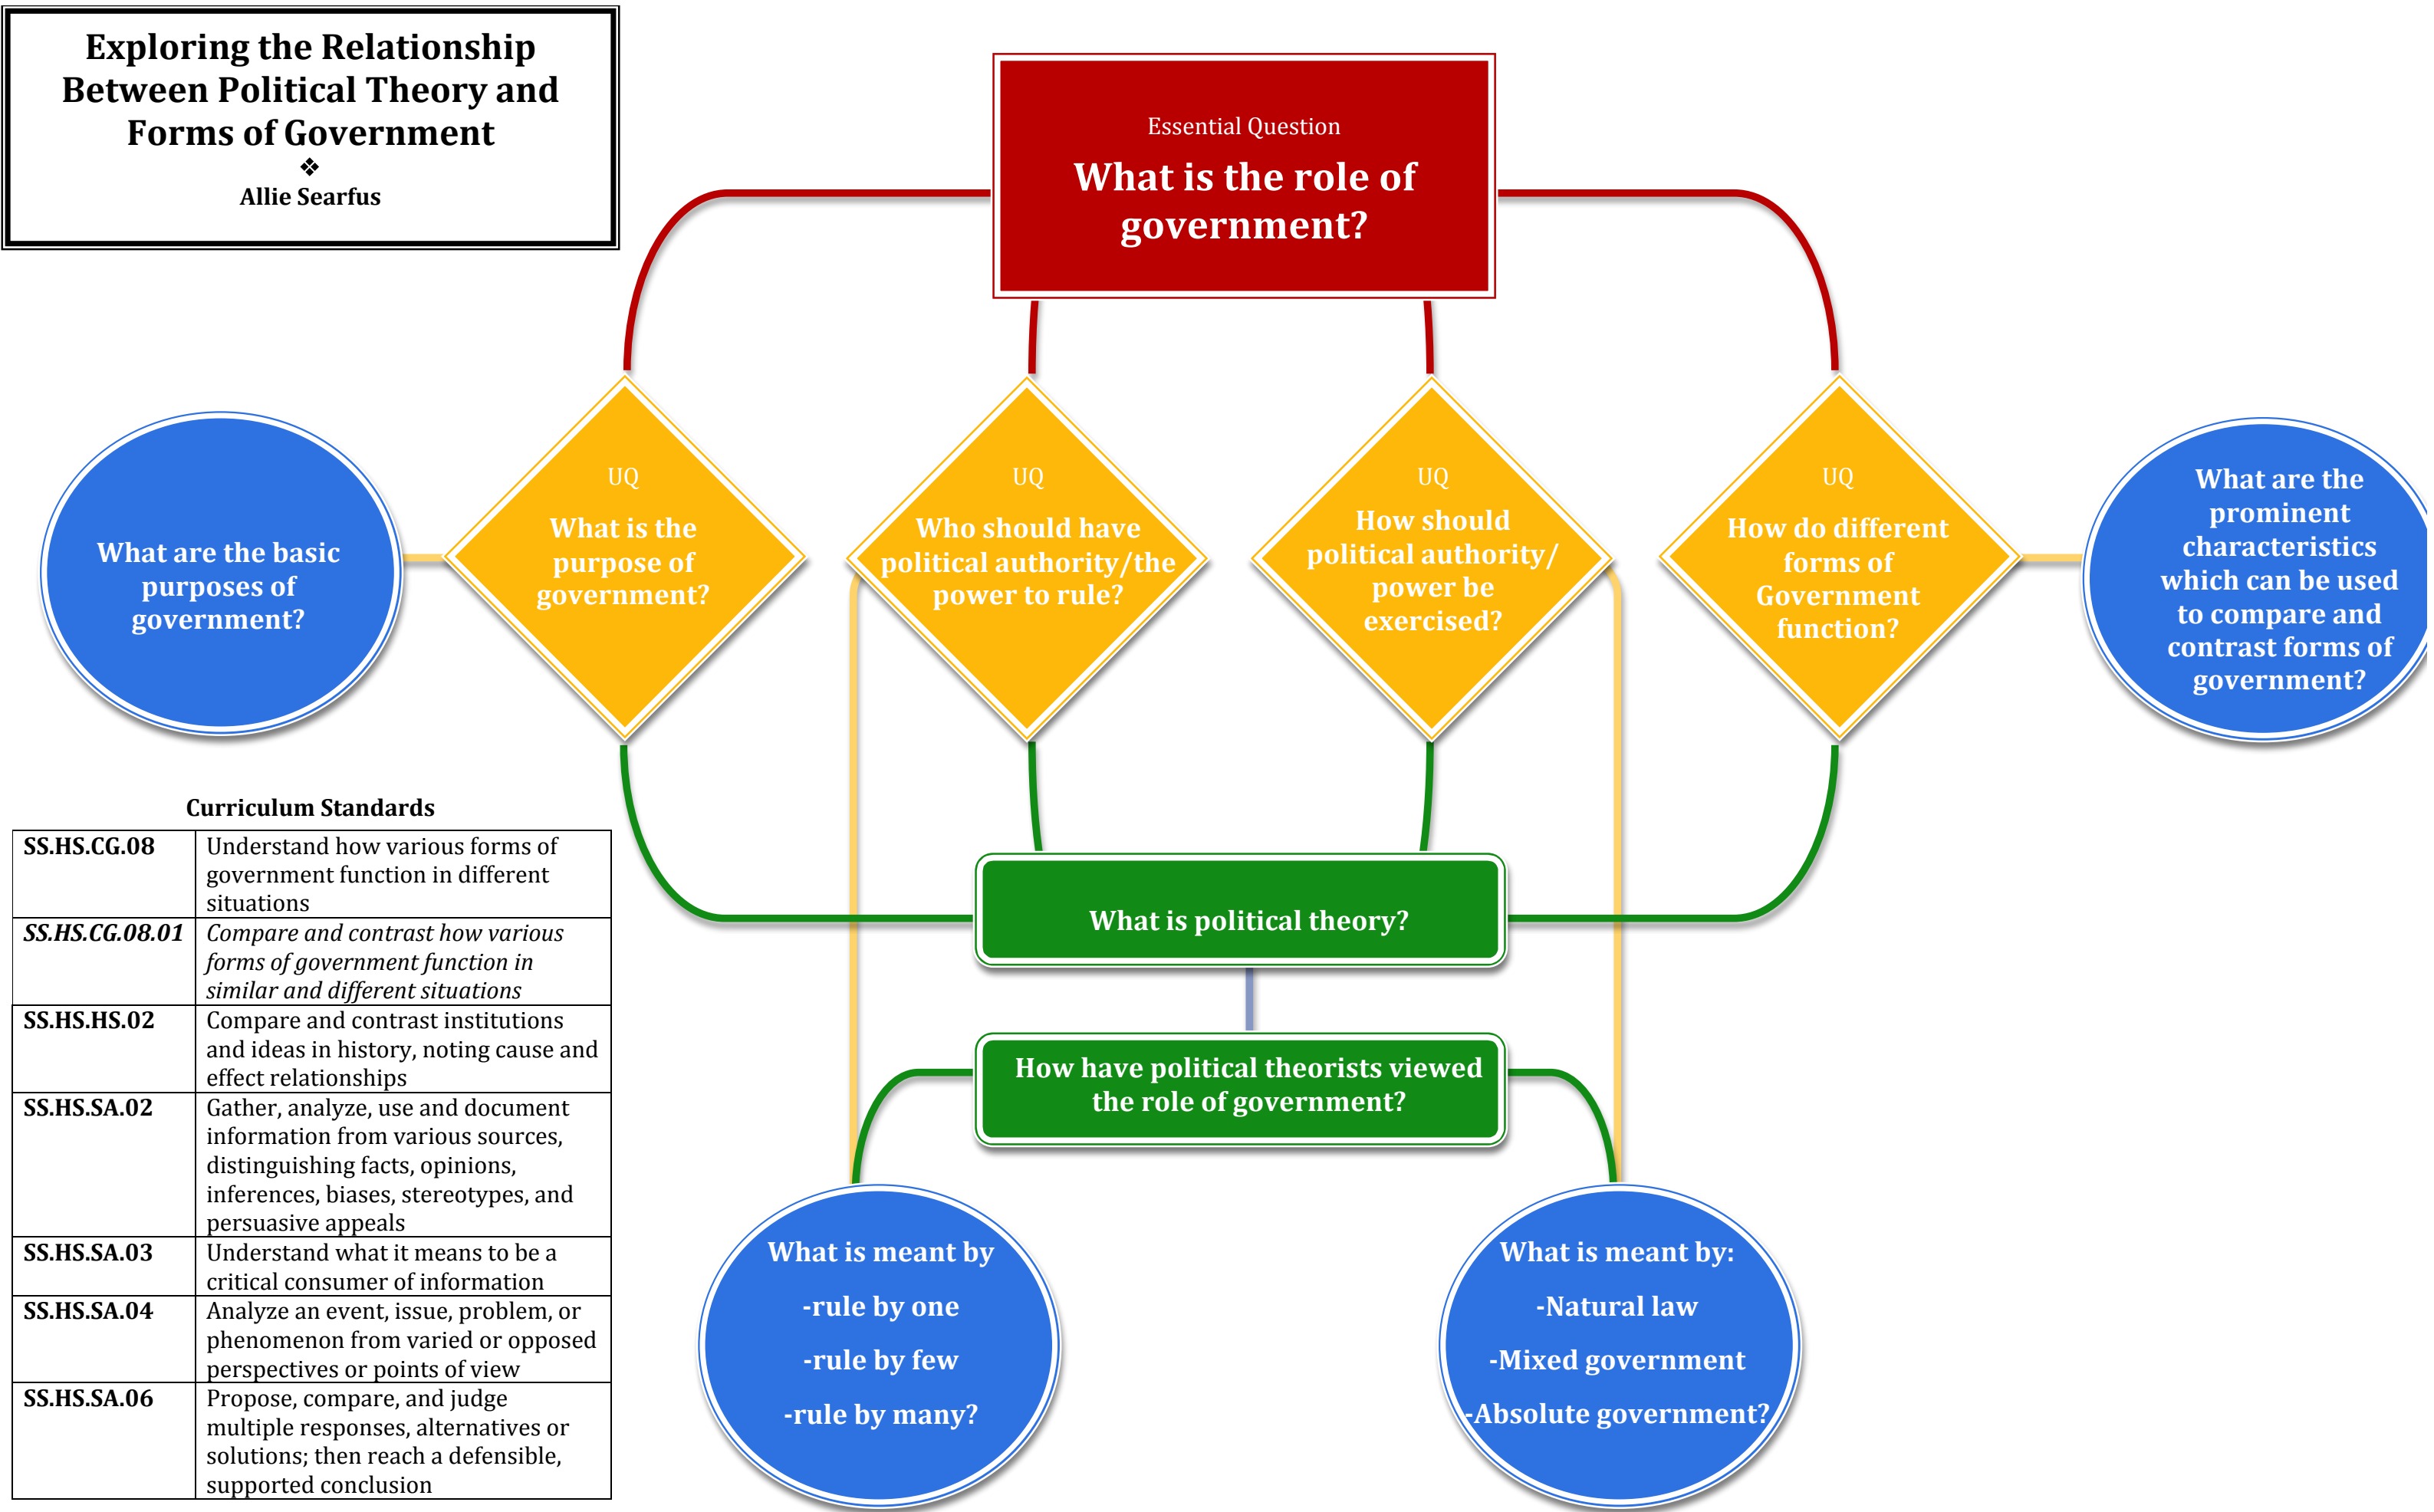 Exploring the Relationship
Between Political Theory and
Forms of Government
❖
Allie Searfus
Essential Question
What is the role of
government?
What are the basic
purposes of
government?
UQ
What is the
purpose of
government?
UQ
Who should have
political authority/the
power to rule?
UQ
How should
political authority/
power be
exercised?
UQ
How do different
forms of
Government
function?
What are the
prominent
characteristics
which can be used
to compare and
contrast forms of
government?
What is political theory?
How have political theorists viewed
the role of government?
What is meant by
-rule by one
-rule by few
-rule by many?
What is meant by:
-Natural law
-Mixed government
-Absolute government?
Curriculum Standards
SS.HS.CG.08 Understand how various forms of
government function in different
situations
SS.HS.CG.08.01 Compare and contrast how various
forms of government function in
similar and different situations
SS.HS.HS.02 Compare and contrast institutions
and ideas in history, noting cause and
effect relationships
SS.HS.SA.02 Gather, analyze, use and document
information from various sources,
distinguishing facts, opinions,
inferences, biases, stereotypes, and
persuasive appeals
SS.HS.SA.03 Understand what it means to be a
critical consumer of information
SS.HS.SA.04 Analyze an event, issue, problem, or
phenomenon from varied or opposed
perspectives or points of view
SS.HS.SA.06 Propose, compare, and judge
multiple responses, alternatives or
solutions; then reach a defensible,
supported conclusion